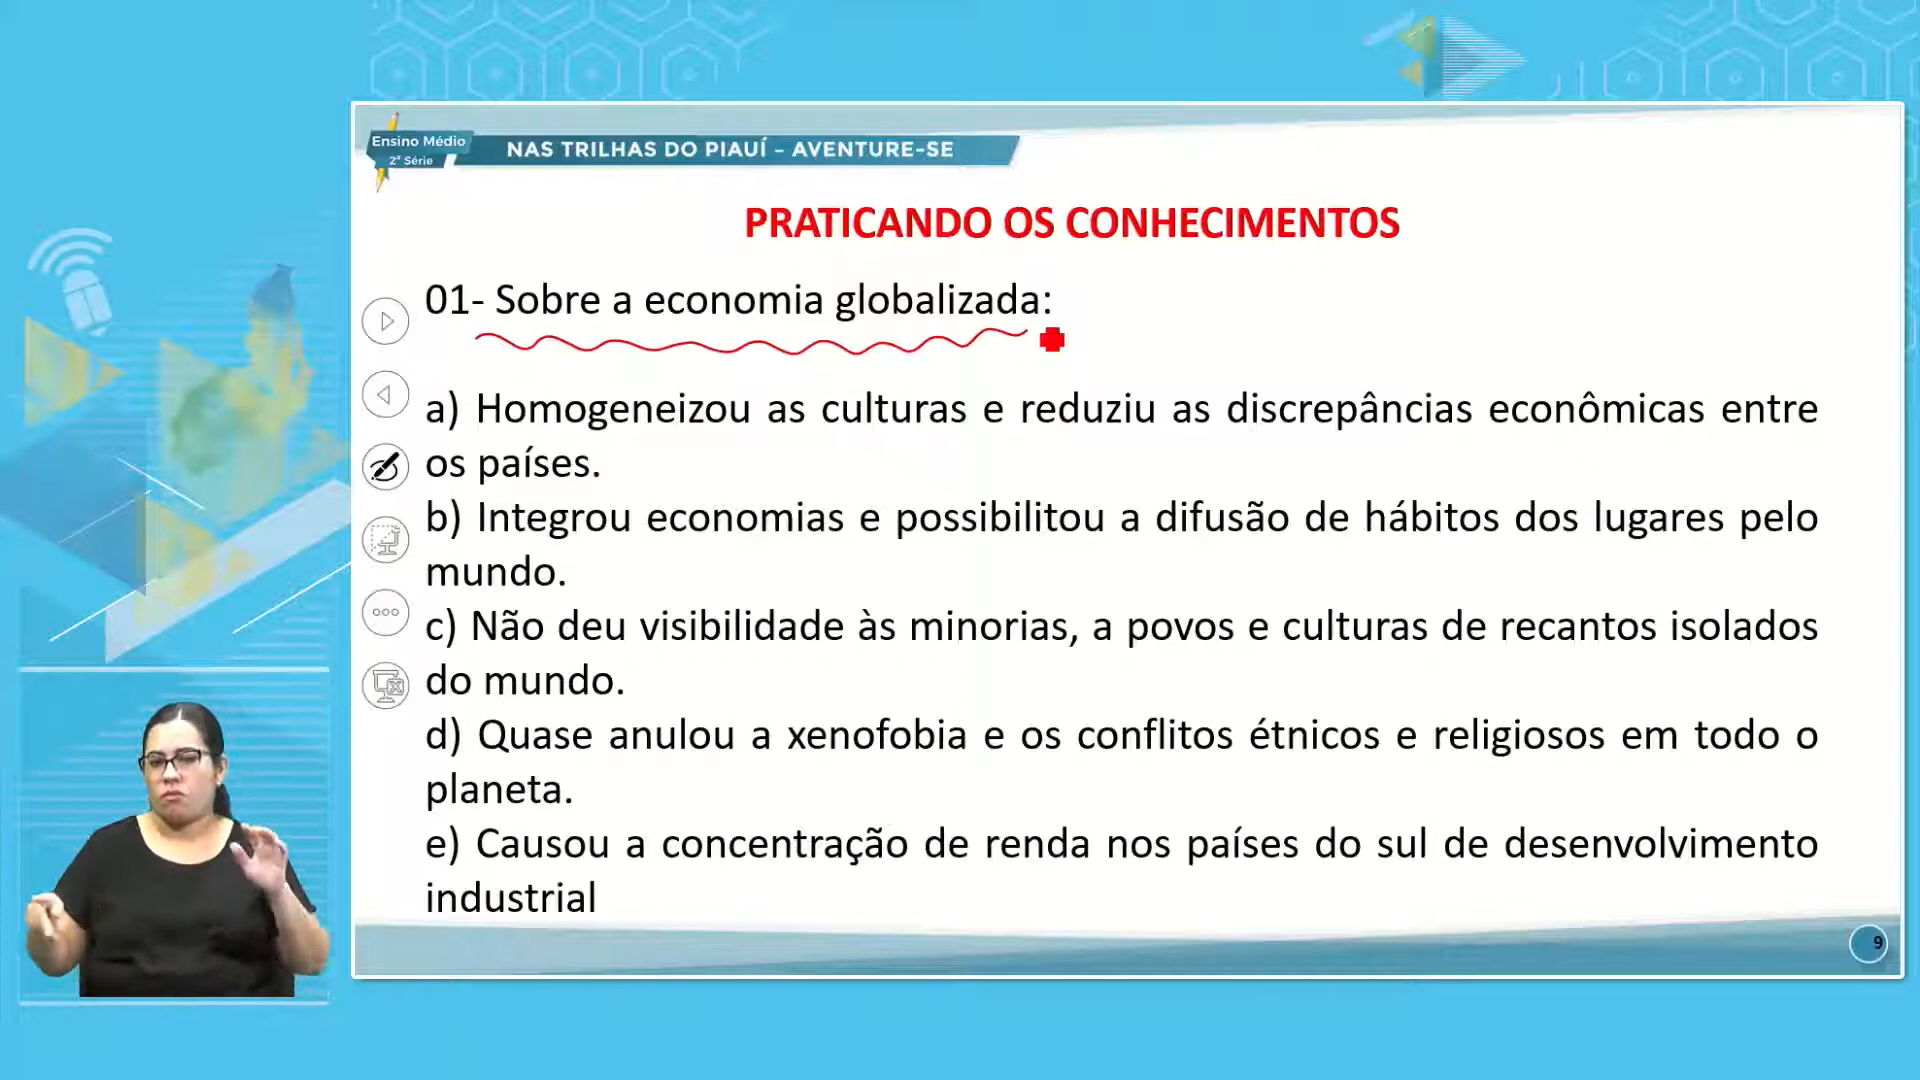 Ensino Médio
2ª Série
NAS TRILHAS DO PIAUÍ – AVENTURE-SE
PRATICANDO OS CONHECIMENTOS
01- Sobre a economia globalizada:
a) Homogeneizou as culturas e reduziu as discrepâncias econômicas entre
os países.
b) Integrou economias e possibilitou a difusão de hábitos dos lugares pelo
mundo.
c) Não deu visibilidade às minorias, a povos e culturas de recantos isolados
do mundo.
d) Quase anulou a xenofobia e os conflitos étnicos e religiosos em todo o
planeta.
e) Causou a concentração de renda nos países do sul de desenvolvimento
industrial
9